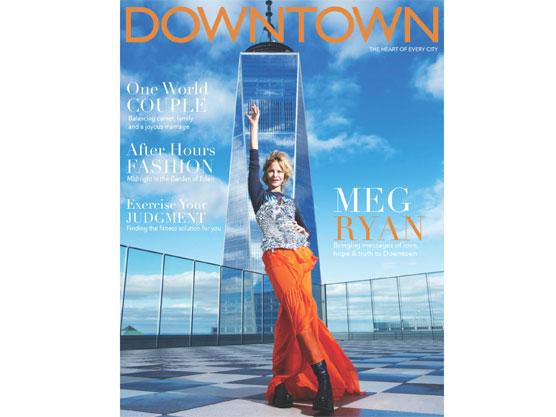 DOWNTOWN
THE HEART OF EVERY CITY
One World
COUPLE
Balancing career, family
and a joyous marriage
After Hours
FASHION
Midnight in the Garden of Eden
Exercise Your
JUDGMENT
Finding the fitness solution for you
MEG
RYAN
Bringing messages of love,
hope & truth to Downtown